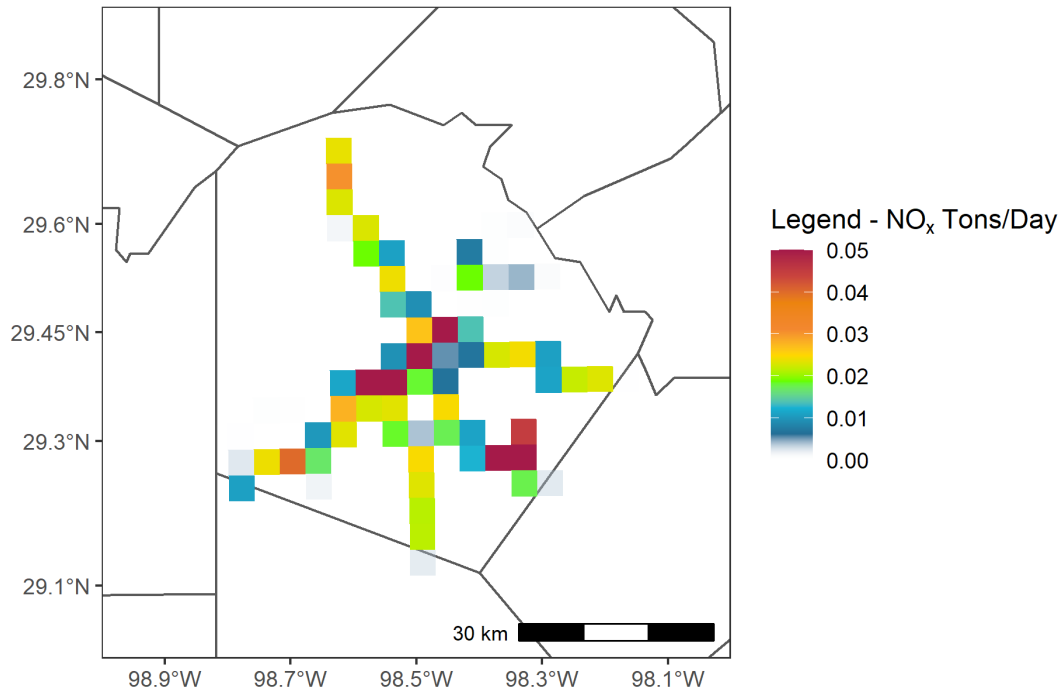 29.8°N
29.6°N
29.45°N
29.3°N
29.1°N
98.9°W
98.7°W
98.5°W
98.3°W
98.1°W
30 km
Legend - NOₓ Tons/Day
0.05
0.04
0.03
0.02
0.01
0.00